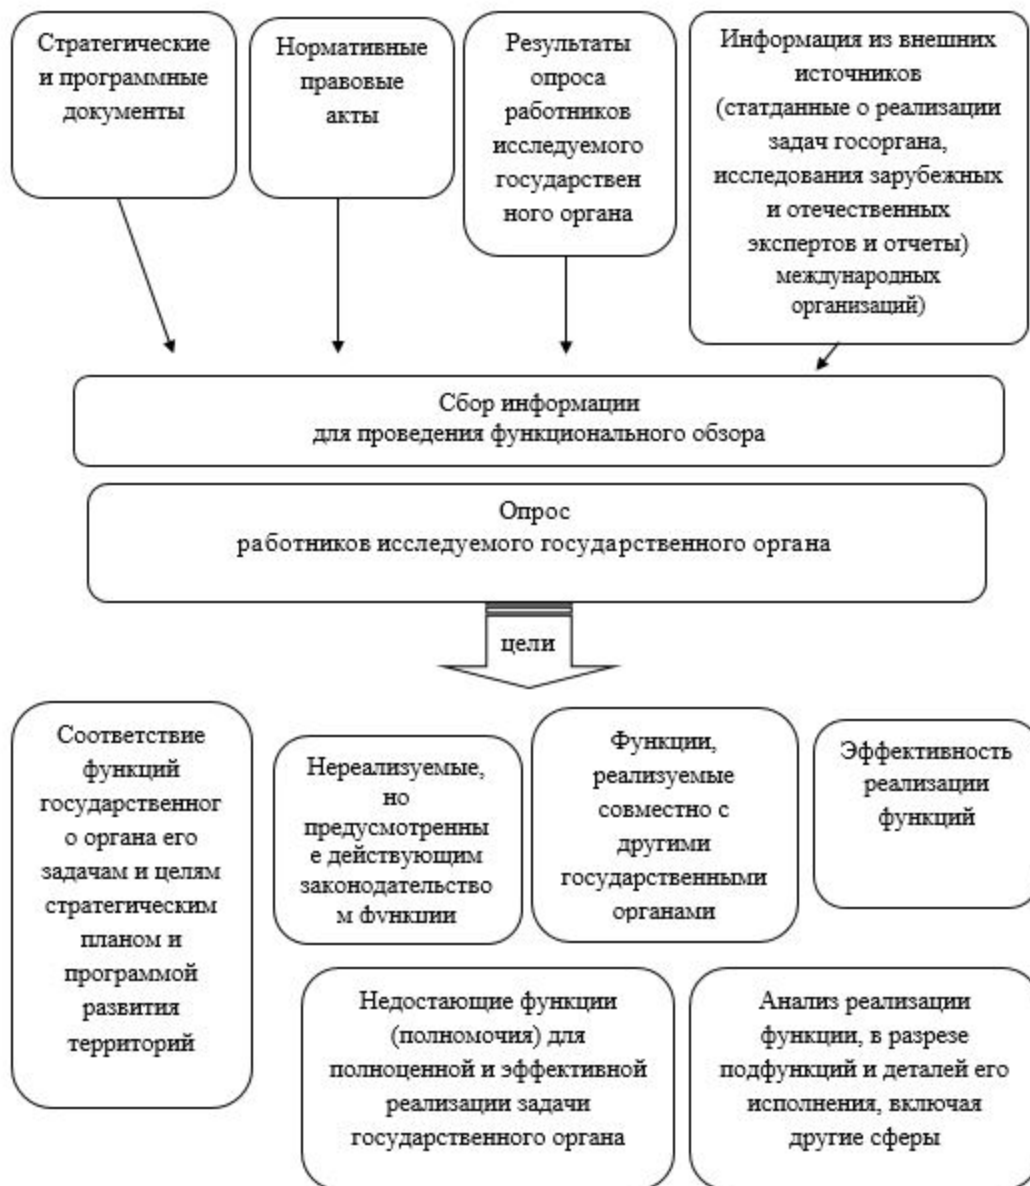 Стратегические
и программные
документы
Нормативные
правовые
акты
Результаты
опроса
работников
исследуемого
государствен
ного органа
Информация из внешних
источников
(статданные о реализации
задач госоргана,
исследования зарубежных
и отечественных
экспертов и отчеты)
международных
организаций)
Сбор информации
для проведения функционального обзора
Опрос
работников исследуемого государственного органа
цели
Соответствие
функций
государственног
о органа его
задачам и целям
стратегическим
планом и
программой
развития
территорий
Нереализуемые,
но
предусмотренны
е действующим
законодательство
м функции
Функции,
реализуемые
совместно с
другими
государственными
органами
Эффективность
реализации
функций
Недостающие функции
(полномочия) для
полноценной и эффективной
реализации задачи
государственного органа
Анализ реализации
функции, в разрезе
подфункций и деталей его
исполнения, включая
другие сферы